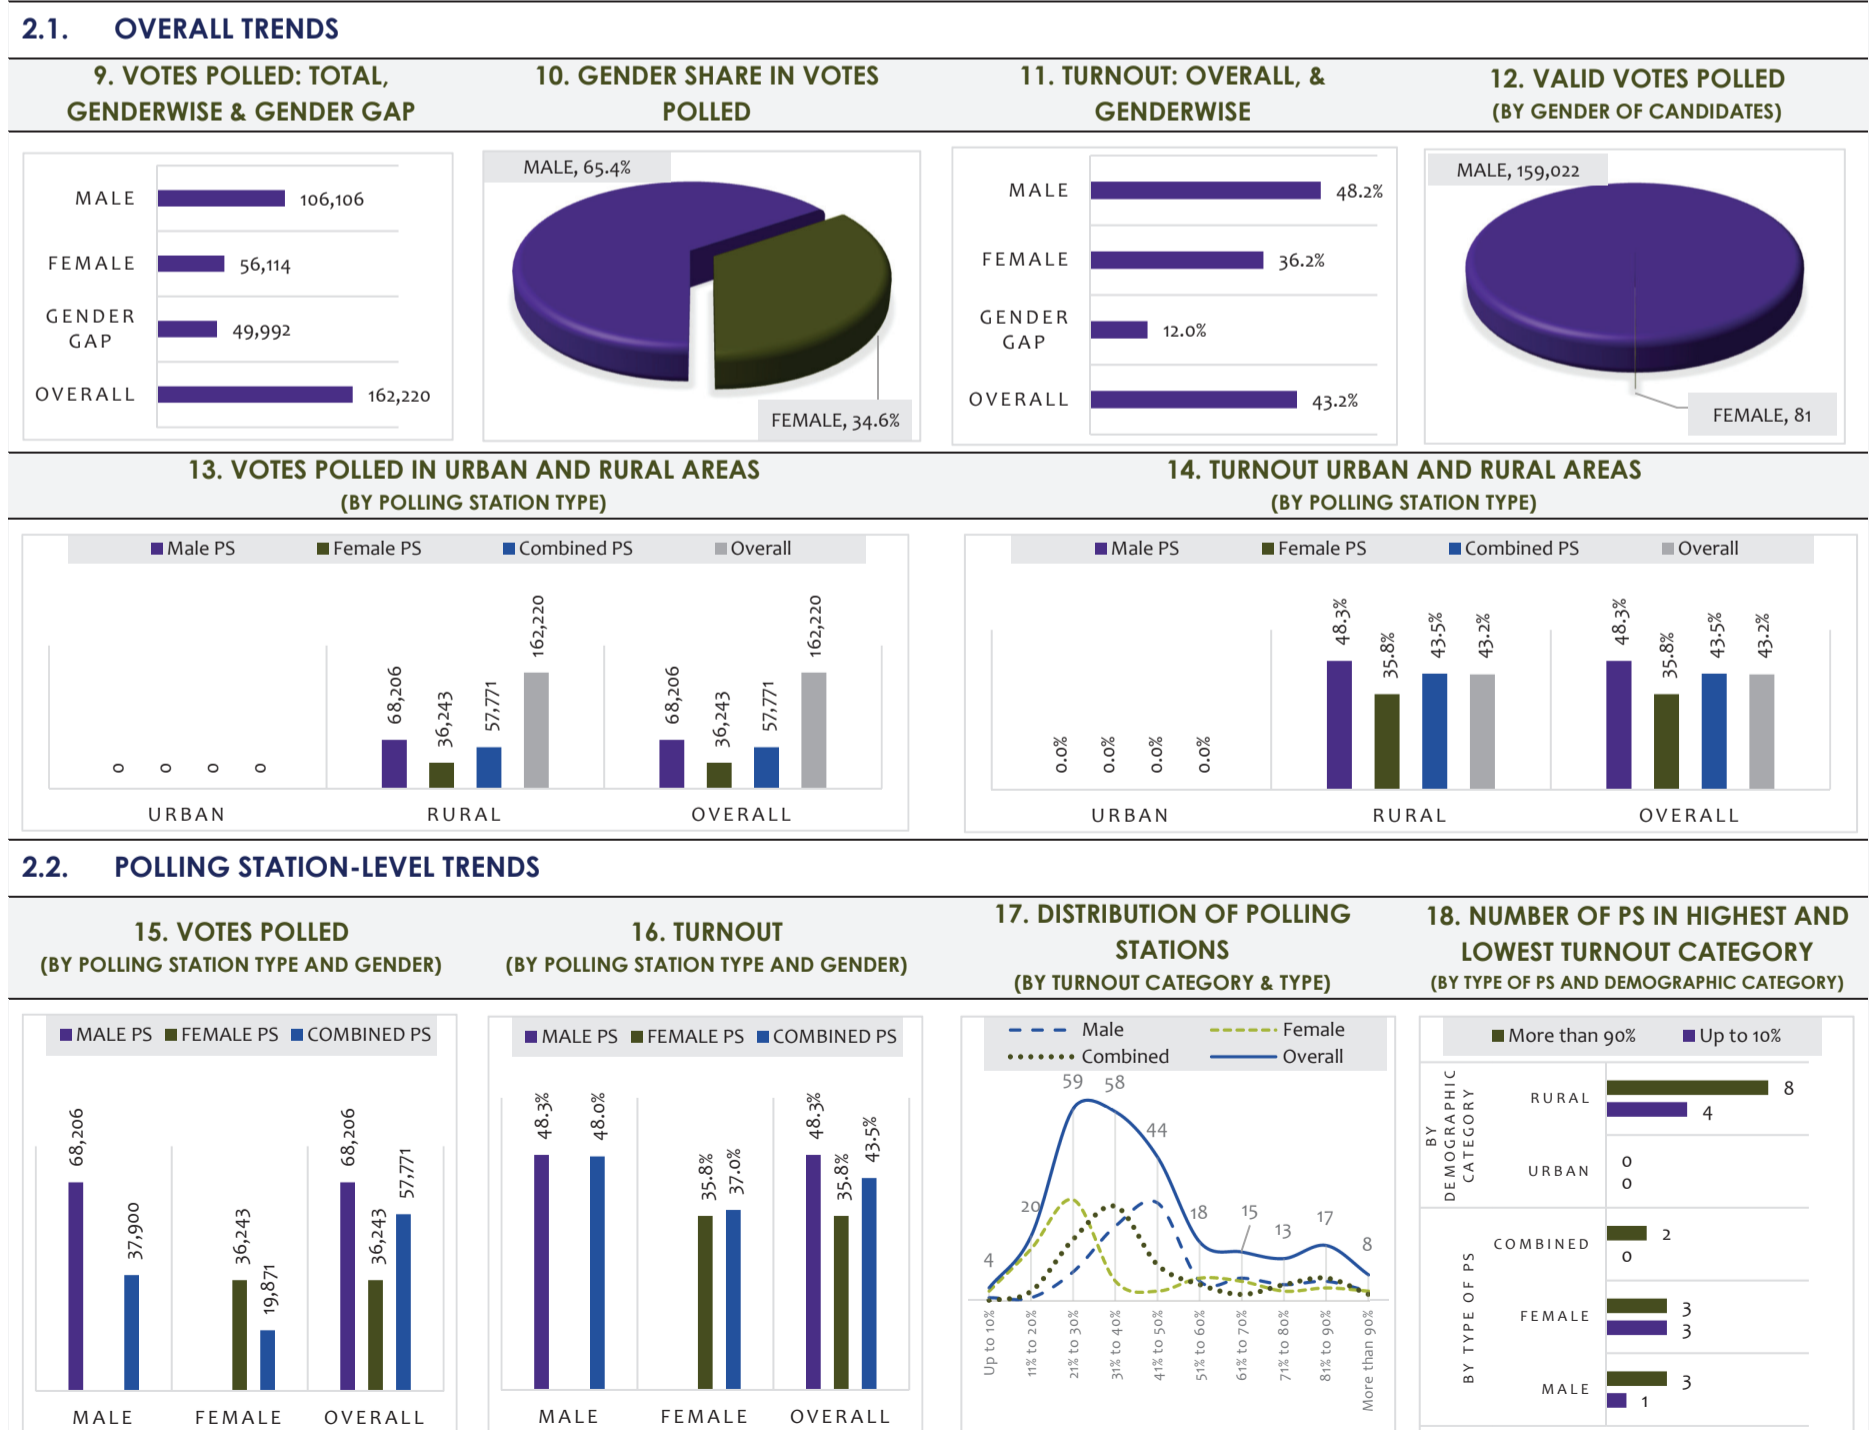 2.1. OVERALL TRENDS
9. VOTES POLLED: TOTAL,
GENDERWISE & GENDER GAP
10. GENDER SHARE IN VOTES
POLLED
11. TURNOUT: OVERALL, &
GENDERWISE
12. VALID VOTES POLLED
(BY GENDER OF CANDIDATES)
MALE 106,106
FEMALE 56,114
GENDER
GAP 49,992
OVERALL 162,220
MALE, 65.4%
FEMALE, 34.6%
MALE 48.2%
FEMALE 36.2%
GENDER
GAP 12.0%
OVERALL 43.2%
MALE, 159,022
FEMALE, 81
13. VOTES POLLED IN URBAN AND RURAL AREAS
(BY POLLING STATION TYPE)
14. TURNOUT URBAN AND RURAL AREAS
(BY POLLING STATION TYPE)
Male PS Female PS Combined PS Overall
0 0 0 0
68,206 36,243 57,771 162,220
68,206 36,243 57,771 162,220
URBAN RURAL OVERALL
Male PS Female PS Combined PS Overall
0.0% 0.0% 0.0% 0.0%
48.3% 35.8% 43.5% 43.2%
48.3% 35.8% 43.5% 43.2%
URBAN RURAL OVERALL
2.2. POLLING STATION-LEVEL TRENDS
15. VOTES POLLED
(BY POLLING STATION TYPE AND GENDER)
16. TURNOUT
(BY POLLING STATION TYPE AND GENDER)
17. DISTRIBUTION OF POLLING
STATIONS
(BY TURNOUT CATEGORY & TYPE)
18. NUMBER OF PS IN HIGHEST AND
LOWEST TURNOUT CATEGORY
(BY TYPE OF PS AND DEMOGRAPHIC CATEGORY)
MALE PS FEMALE PS COMBINED PS
68,206 37,900
36,243 19,871
68,206 36,243 57,771
MALE FEMALE OVERALL
MALE PS FEMALE PS COMBINED PS
48.3% 48.0%
35.8% 37.0%
48.3% 35.8% 43.5%
MALE FEMALE OVERALL
Male Female
Combined Overall
4 20 59 58 44 18 15 13 17 8
Up to 10%
11% to 20%
21% to 30%
31% to 40%
41% to 50%
51% to 60%
61% to 70%
71% to 80%
81% to 90%
More than 90%
More than 90% Up to 10%
BY
DEMOGRAPHIC
CATEGORY
RURAL 8
4
URBAN 0
0
BY TYPE OF PS
COMBINED 2
0
FEMALE 3
3
MALE 3
1